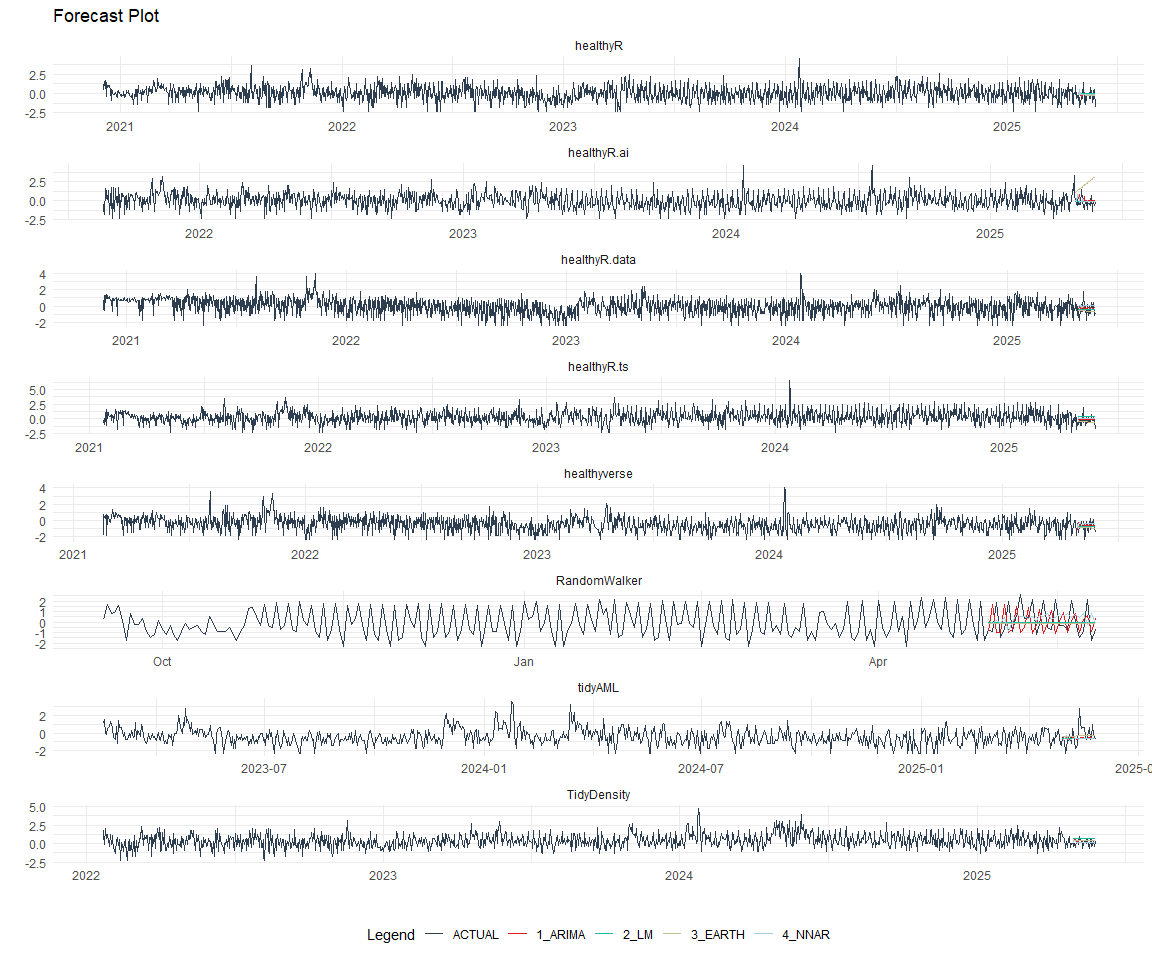 Forecast Plot
healthyR
2.5
0.0
-2.5
2021 2022 2023 2024 2025
healthyR.ai
2.5
0.0
-2.5
2022 2023 2024 2025
healthyR.data
4
2
0
-2
2021 2022 2023 2024 2025
healthyR.ts
5.0
2.5
0.0
-2.5
2021 2022 2023 2024 2025
healthyverse
4
2
0
-2
2021 2022 2023 2024 2025
RandomWalker
2
1
0
-1
-2
Oct Jan Apr
tidyAML
2
0
-2
2023-07 2024-01 2024-07 2025-01 2025-0
TidyDensity
5.0
2.5
0.0
-2.5
2022 2023 2024 2025
Legend ACTUAL 1_ARIMA 2_LM 3_EARTH 4_NNAR